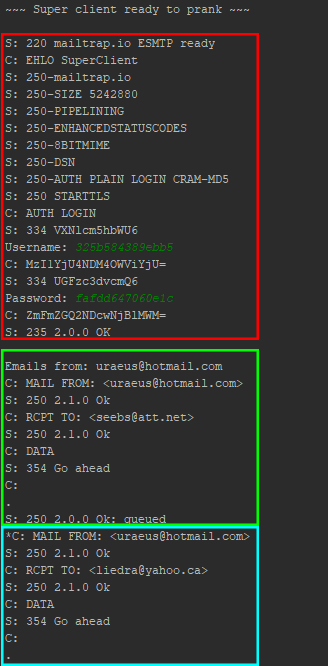 ~~~ Super client ready to prank ~~~
S: 220 mailtrap.io ESMTP ready
C: EHLO SuperClient
S: 250-mailtrap.io
S: 250-SIZE 5242880
S: 250-PIPELINING
S: 250-ENHANCEDSTATUSCODES
S: 250-8BITMIME
S: 250-DSN
S: 250-AUTH PLAIN LOGIN CRAM-MD5
S: 250 STARTTLS
C: AUTH LOGIN
S: 334 VXNlcm5hbWU6
Username: 325b584389ebb5
C: MzI1YjU4NDM4OWViYjU=
S: 334 UGFzc3dvcmQ6
Password: fafdd647060e1c
C: ZmFmZGQ2NDcwNjBlMWM=
S: 235 2.0.0 OK
Emails from: uraeus@hotmail.com
C: MAIL FROM: <uraeus@hotmail.com>
S: 250 2.1.0 Ok
C: RCPT TO: <seebs@att.net>
S: 250 2.1.0 Ok
C: DATA
S: 354 Go ahead
C:
.
S: 250 2.0.0 Ok: queued
*C: MAIL FROM: <uraeus@hotmail.com>
S: 250 2.1.0 Ok
C: RCPT TO: <liedra@yahoo.ca>
S: 250 2.1.0 Ok
C: DATA
S: 354 Go ahead
C:
.